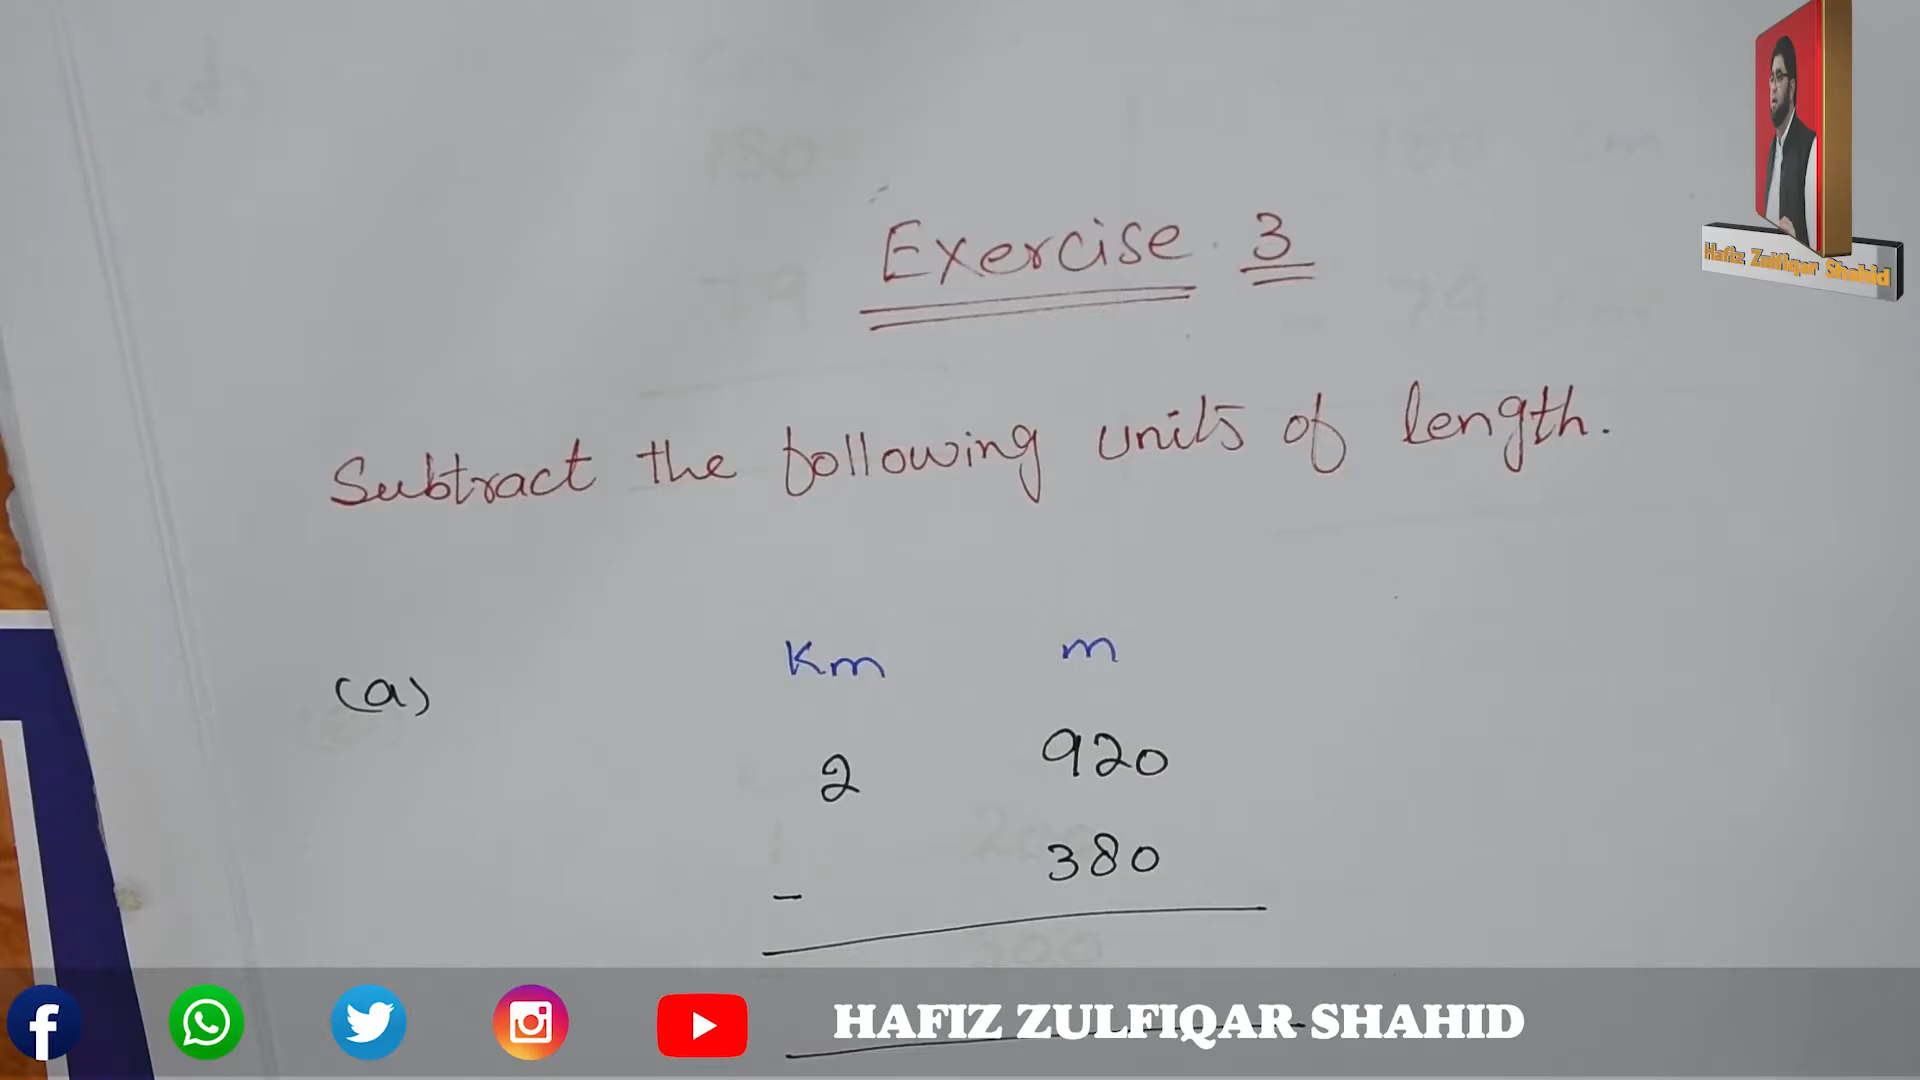 Hafiz Zulfiqar Shahid
Exercise 3
Subtract the following units of length.
Km m
(a)
2 920
380
-
HAFIZ ZULFIQAR SHAHID